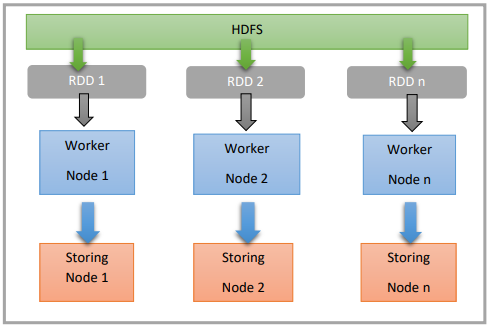 HDFS
RDD 1
RDD 2
RDD n
Worker
Node 1
Worker
Node 2
Worker
Node n
Storing
Node 1
Storing
Node 2
Storing
Node n